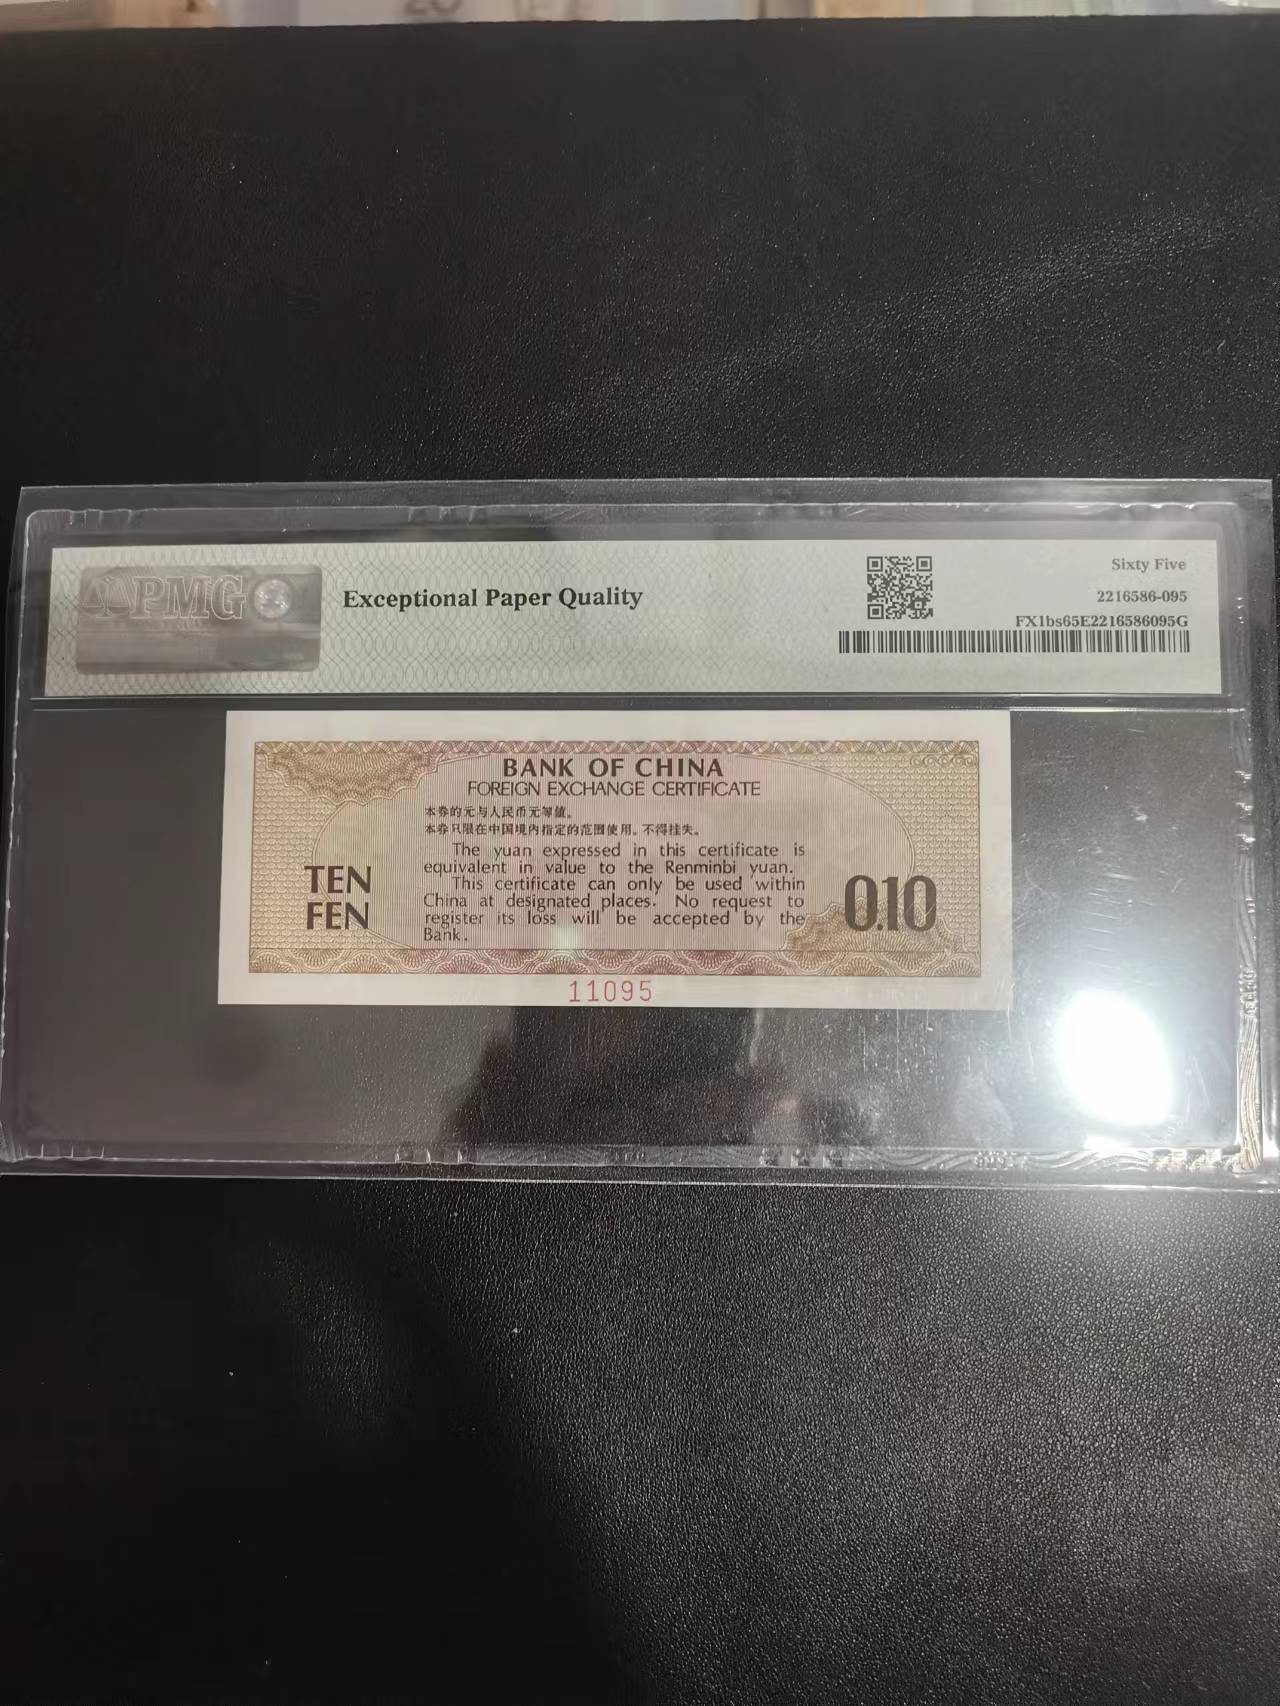 PMG
Exceptional Paper Quality
Sixty Five
2216586-095
FX1bs65E2216586095G
BANK OF CHINA
FOREIGN EXCHANGE CERTIFICATE
本券的元与人民币元等值。
本券只限在中国境内指定的范围使用。不得挂失。
The yuan expressed in this certificate is
equivalent in value to the Renminbi yuan.
This certificate can only be used within
China at designated places. No request to
register its loss will be accepted by the
Bank.
TEN
FEN
0.10
11095